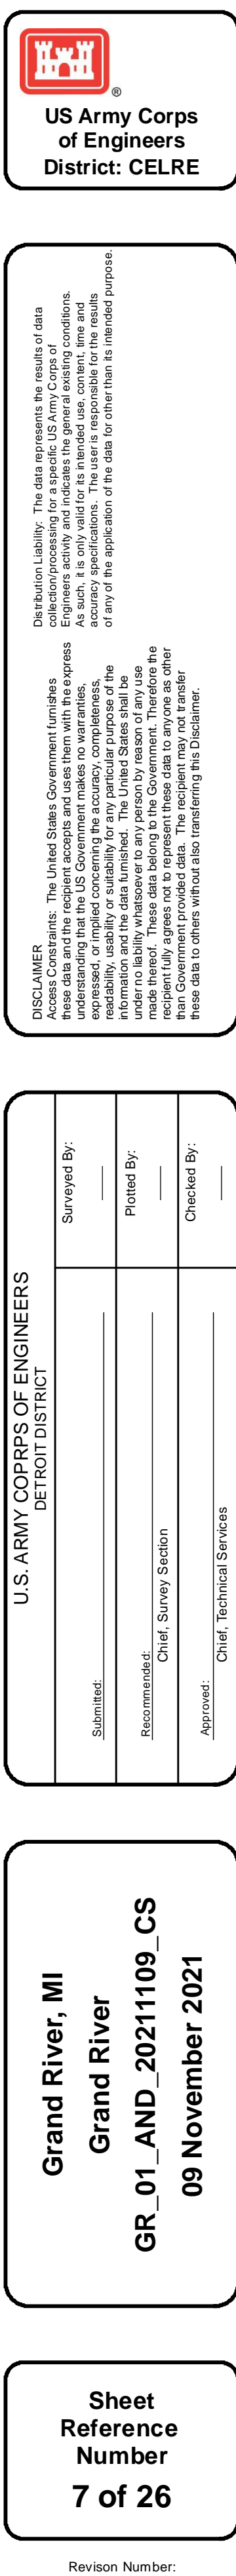 ®
US Army Corps
of Engineers
District: CELRE
DISCLAIMER
Access Constraints: The United States Government furnishes
these data and the recipient accepts and uses them with the express
understanding that the US Government makes no warranties,
expressed, or implied concerning the accuracy, completeness,
readability, usability or suitability for any particular purpose of the
information and the data furnished. The United States shall be
under no liability whatsoever to any person by reason of any use
made thereof. These data belong to the Government. Therefore the
recipient fully agrees not to represent these data to anyone as other
than Government provided data. The recipient may not transfer
these data to others without also transferring this Disclaimer.
Distribution Liability: The data represents the results of data
collection/processing for a specific US Army Corps of
Engineers activity and indicates the general existing conditions.
As such, it is only valid for its intended use, content, time and
accuracy specifications. The user is responsible for the results
of any of the application of the data for other than its intended purpose.
U.S. ARMY COPRPS OF ENGINEERS
DETROIT DISTRICT
Submitted:
Surveyed By:
Recommended:
Chief, Survey Section
Plotted By:
Approved:
Chief, Technical Services
Checked By:
Grand River, MI
Grand River
GR_01_AND_20211109_CS
09 November 2021
Sheet
Reference
Number
7 of 26
Revison Number: